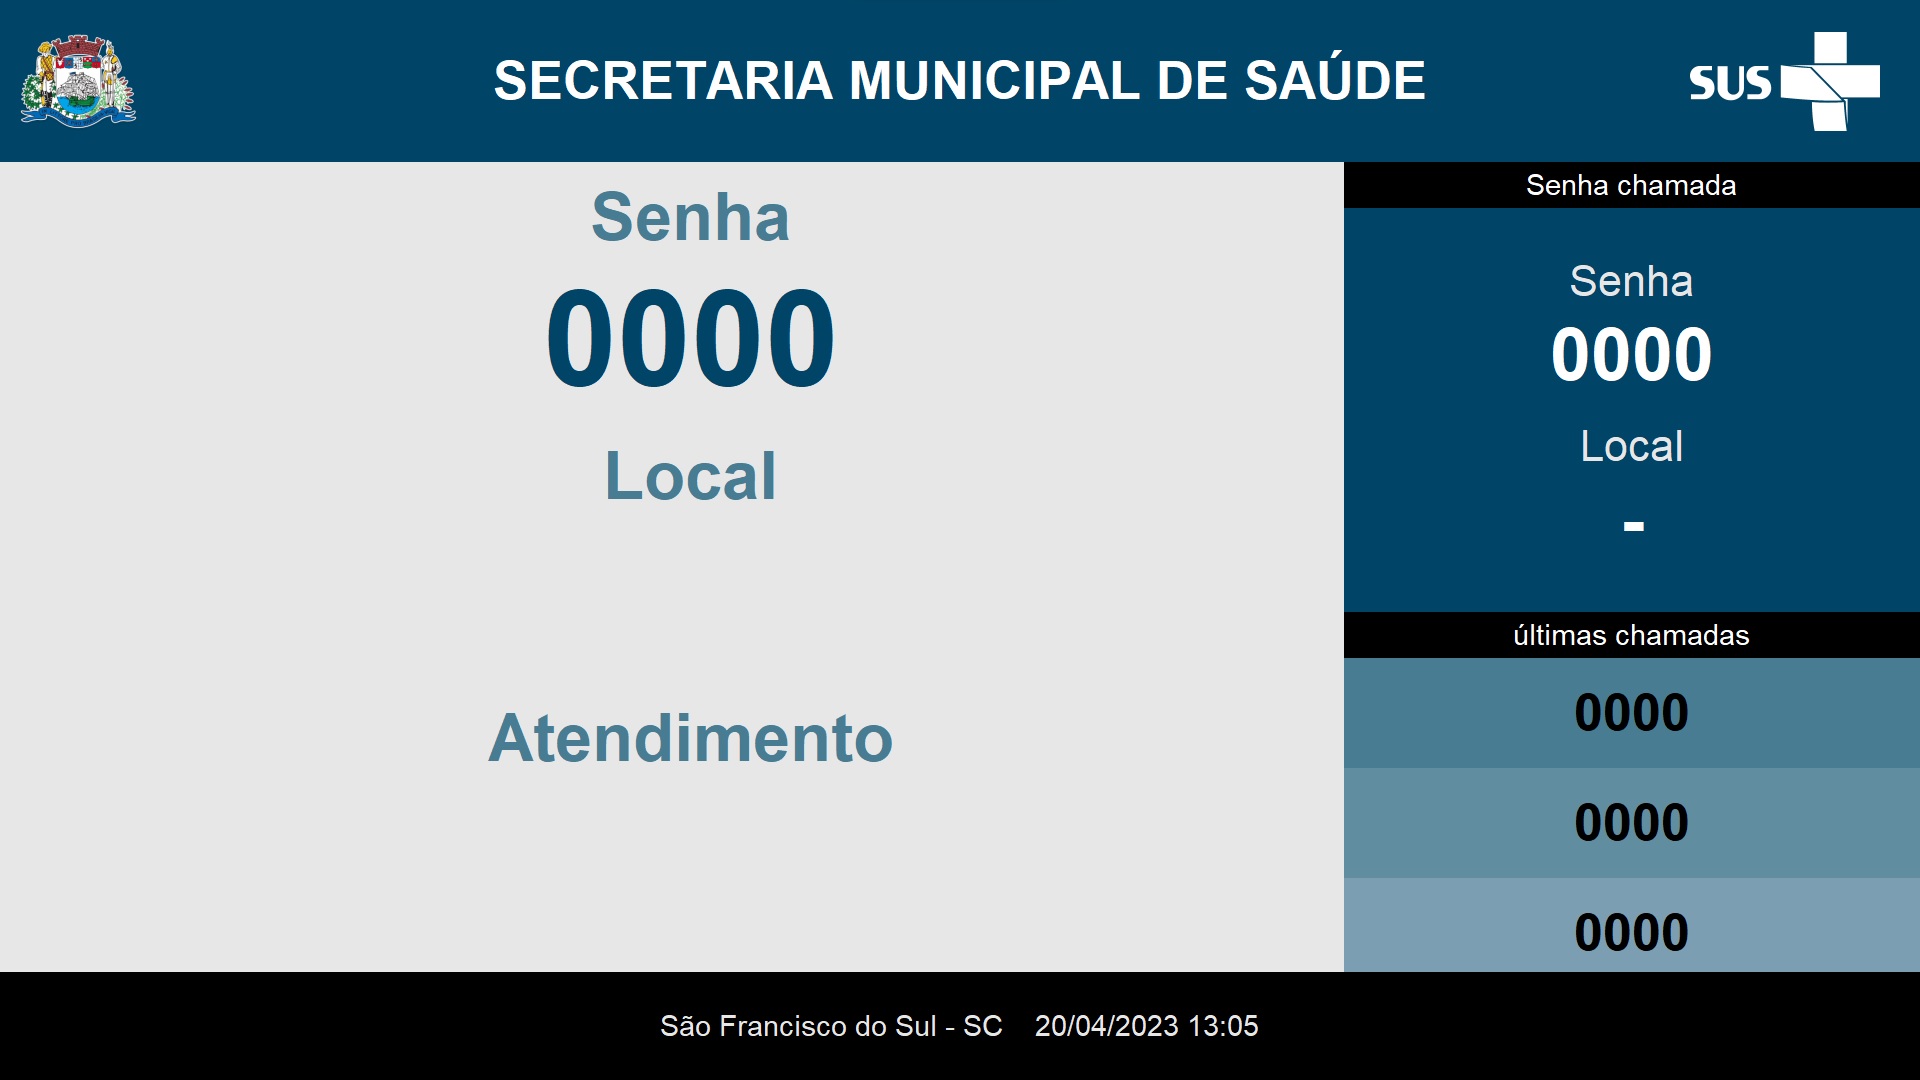 SECRETARIA MUNICIPAL DE SAÚDE
SUS
Senha
0000
Local
Atendimento
Senha chamada
Senha
0000
Local
-
últimas chamadas
0000
0000
0000
São Francisco do Sul - SC 20/04/2023 13:05